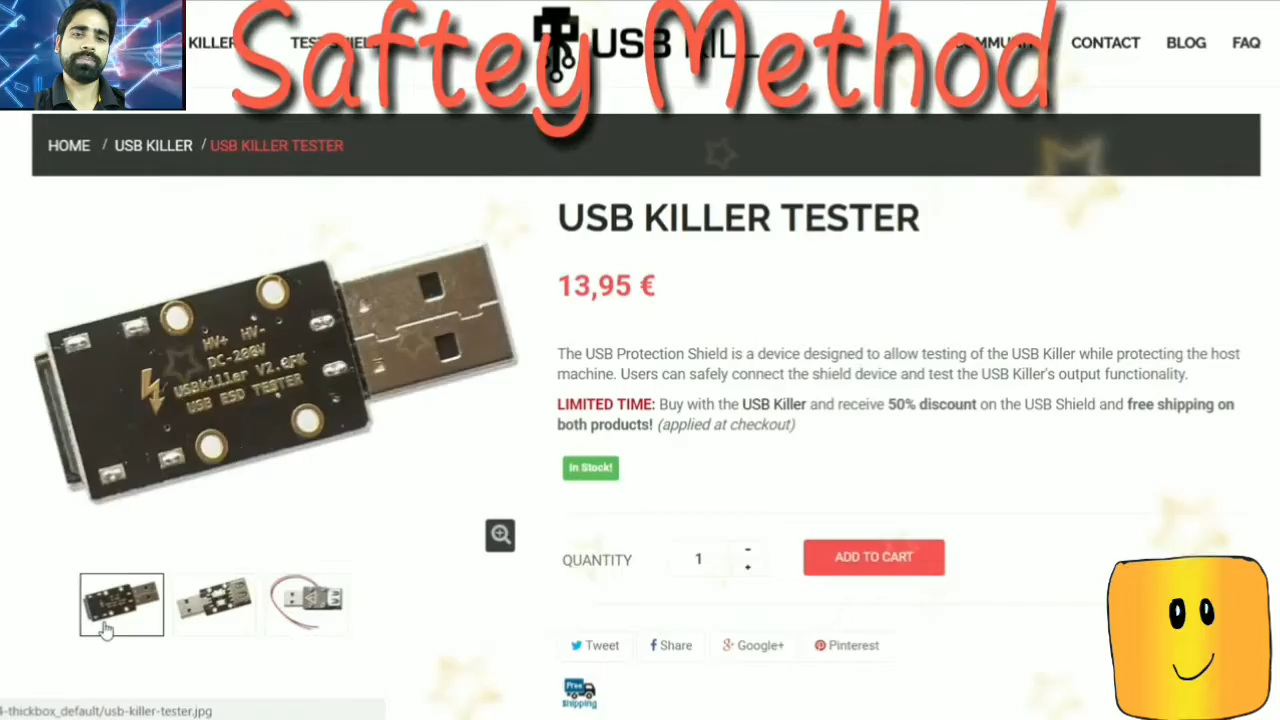 Saftey Method
KILLER
USB KILL
CONTACT
BLOG
FAQ
HOME / USB KILLER / USB KILLER TESTER
USB KILLER TESTER
13,95 €
HV+ HV-
DC-200V
USBkiller V2.0
USB ESD TESTER
The USB Protection Shield is a device designed to allow testing of the USB Killer while protecting the host
machine. Users can safely connect the shield device and test the USB Killer's output functionality.
LIMITED TIME: Buy with the USB Killer and receive 50% discount on the USB Shield and free shipping on
both products! (applied at checkout)
In Stock!
QUANTITY
1
-
+
ADD TO CART
Tweet
Share
Google+
Pinterest
Free
Shipping
4-thickbox_default/usb-killer-tester.jpg